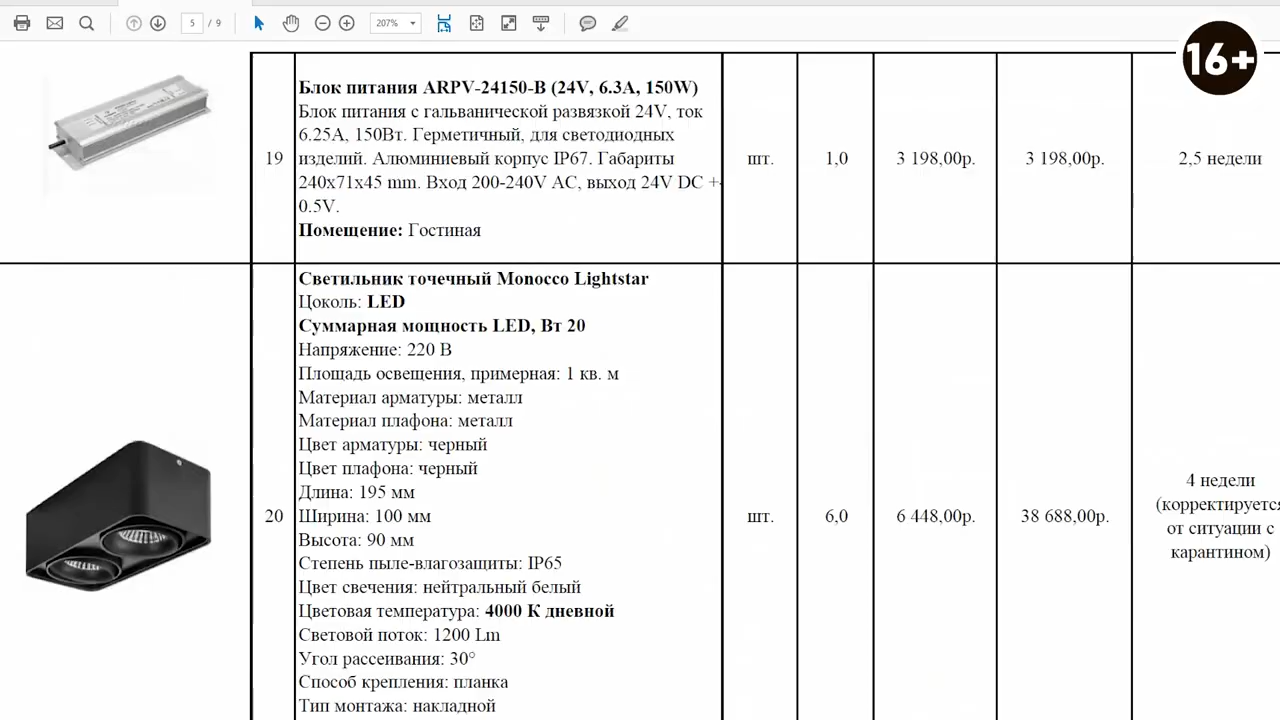 5 / 9
207%
16+
19
Блок питания ARPV-24150-B (24V, 6.3A, 150W)
Блок питания с гальванической развязкой 24V, ток
6.25A, 150Вт. Герметичный, для светодиодных
изделий. Алюминиевый корпус IP67. Габариты
240x71x45 mm. Вход 200-240V AC, выход 24V DC +-
0.5V.
Помещение: Гостиная
шт.
1,0
3 198,00р.
3 198,00р.
2,5 недели
20
Светильник точечный Monocco Lightstar
Цоколь: LED
Суммарная мощность LED, Вт 20
Напряжение: 220 В
Площадь освещения, примерная: 1 кв. м
Материал арматуры: металл
Материал плафона: металл
Цвет арматуры: черный
Цвет плафона: черный
Длина: 195 мм
Ширина: 100 мм
Высота: 90 мм
Степень пыле-влагозащиты: IP65
Цвет свечения: нейтральный белый
Цветовая температура: 4000 К дневной
Световой поток: 1200 Lm
Угол рассеивания: 30°
Способ крепления: планка
Тип монтажа: накладной
шт.
6,0
6 448,00р.
38 688,00р.
4 недели
(корректируется
от ситуации с
карантином)